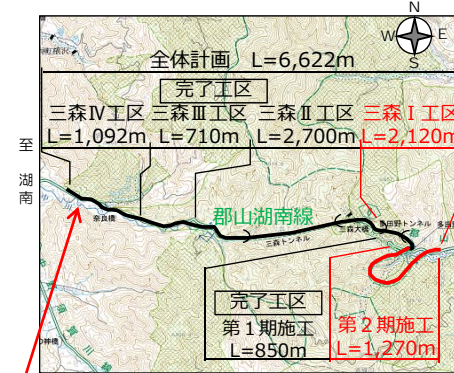 N
W E
S
全体計画 L=6,622m
完了工区
三森Ⅳ工区 三森Ⅲ工区 三森Ⅱ工区 三森Ⅰ工区
L=1,092m L=710m L=2,700m L=2,120m
至
湖
南
奈良橋
郡山湖南線
三森トンネル
三森大橋
多田野トンネル
完了工区
第1期施工
L=850m
第2期施工
L=1,270m